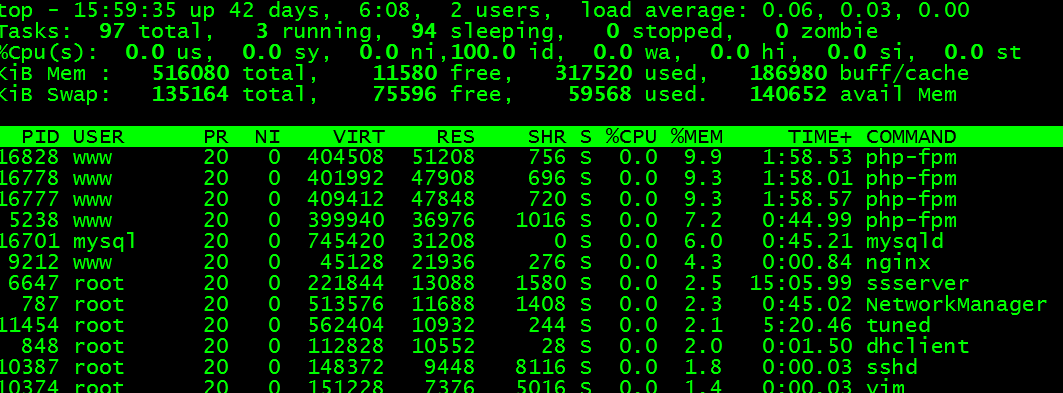 top - 15:59:35 up 42 days,  6:08,  2 users,  load average: 0.06, 0.03, 0.00
Tasks:  97 total,   3 running,  94 sleeping,   0 stopped,   0 zombie
%Cpu(s):  0.0 us,  0.0 sy,  0.0 ni,100.0 id,  0.0 wa,  0.0 hi,  0.0 si,  0.0 st
KiB Mem :   516080 total,    11580 free,   317520 used,   186980 buff/cache
KiB Swap:   135164 total,    75596 free,    59568 used.   140652 avail Mem
PID USER      PR  NI    VIRT    RES    SHR S %CPU %MEM     TIME+ COMMAND
16828 www       20   0  404508  51208    756 S  0.0  9.9   1:58.53 php-fpm
16778 www       20   0  401992  47908    696 S  0.0  9.3   1:58.01 php-fpm
16777 www       20   0  409412  47848    720 S  0.0  9.3   1:58.57 php-fpm
5238 www       20   0  399940  36976   1016 S  0.0  7.2   0:44.99 php-fpm
16701 mysql     20   0  745420  31208      0 S  0.0  6.0   0:45.21 mysqld
9212 www       20   0   45128  21936    276 S  0.0  4.3   0:00.84 nginx
6647 root      20   0  221844  13088   1580 S  0.0  2.5  15:05.99 ssserver
787 root      20   0  513576  11688   1408 S  0.0  2.3   0:45.02 NetworkManager
11454 root      20   0  562404  10932    244 S  0.0  2.1   5:20.46 tuned
848 root      20   0  112828  10552     28 S  0.0  2.0   0:01.50 dhclient
10387 root      20   0  148372   9448   8116 S  0.0  1.8   0:00.03 sshd
10374 root      20   0  151228   7376   5016 S  0.0  1.4   0:00.03 vim